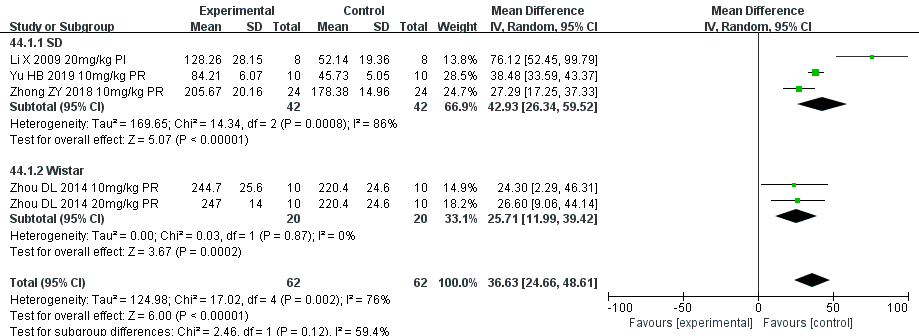 Experimental Control Mean Difference Mean Difference
Study or Subgroup Mean SD Total Mean SD Total Weight IV, Random, 95% CI IV, Random, 95% CI
44.1.1 SD
Li X 2009 20mg/kg PI 128.26 28.15 8 52.14 19.36 8 13.8% 76.12 [52.45, 99.79]
Yu HB 2019 10mg/kg PR 84.21 6.07 10 45.73 5.05 10 28.5% 38.48 [33.59, 43.37]
Zhong ZY 2018 10mg/kg PR 205.67 20.16 24 178.38 14.96 24 24.6% 27.29 [17.25, 37.33]
Subtotal (95% CI) 42 42 66.9% 42.93 [26.34, 59.52]
Heterogeneity: Tau² = 169.65; Chi² = 14.34, df = 2 (P = 0.0008); I² = 86%
Test for overall effect: Z = 5.07 (P < 0.00001)
44.1.2 Wistar
Zhou DL 2014 10mg/kg PR 244.7 25.6 10 220.4 24.6 10 14.9% 24.30 [2.29, 46.31]
Zhou DL 2014 20mg/kg PR 247 14 10 220.4 24.6 10 18.2% 26.60 [9.06, 44.14]
Subtotal (95% CI) 20 20 33.1% 25.71 [11.99, 39.42]
Heterogeneity: Tau² = 0.00; Chi² = 0.03, df = 1 (P = 0.87); I² = 0%
Test for overall effect: Z = 3.67 (P = 0.0002)
Total (95% CI) 62 62 100.0% 36.63 [24.66, 48.61]
Heterogeneity: Tau² = 124.98; Chi² = 17.02, df = 4 (P = 0.002); I² = 76%
Test for overall effect: Z = 6.00 (P < 0.00001)
Test for subgroup differences: Chi² = 2.46, df = 1 (P = 0.12), I² = 59.4%
-100 -50 0 50 100
Favours [experimental] Favours [control]